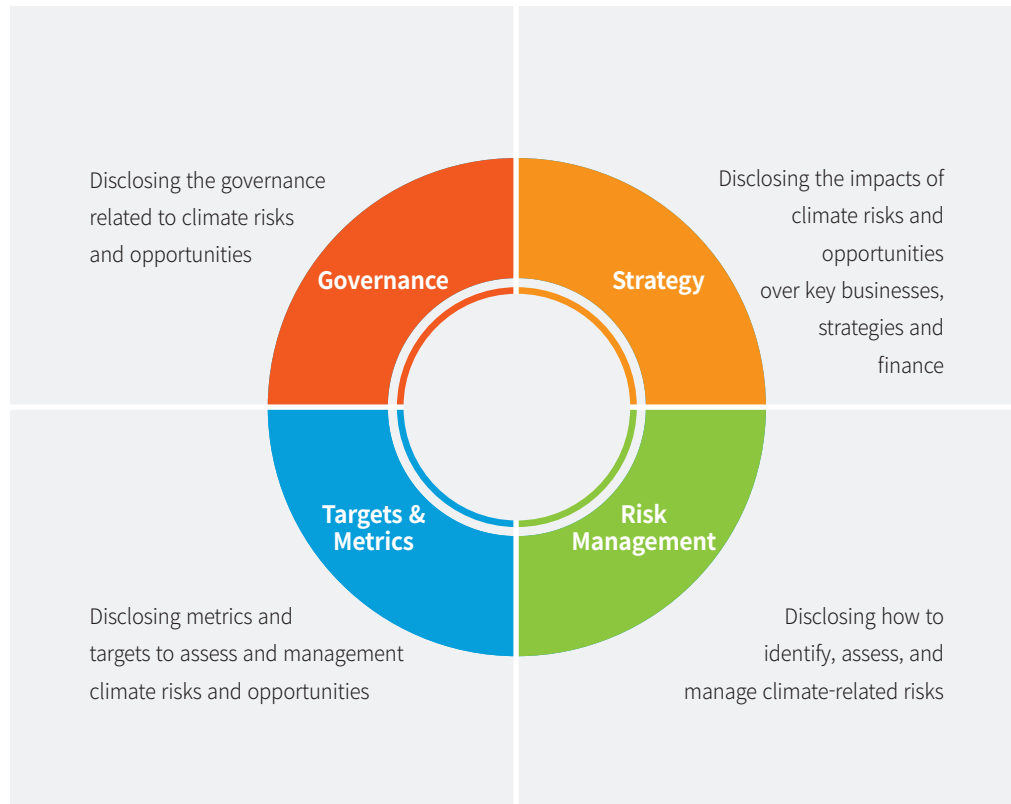 Disclosing the governance
related to climate risks
and opportunities
Governance
Strategy
Disclosing the impacts of
climate risks and
opportunities
over key businesses,
strategies and
finance
Targets &
Metrics
Disclosing metrics and
targets to assess and management
climate risks and opportunities
Risk
Management
Disclosing how to
identify, assess, and
manage climate-related risks